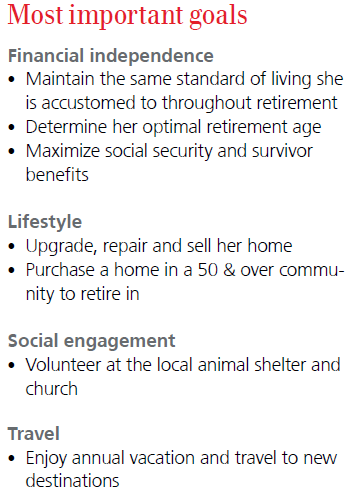 Most important goals
Financial independence
• Maintain the same standard of living she
is accustomed to throughout retirement
• Determine her optimal retirement age
• Maximize social security and survivor
benefits
Lifestyle
• Upgrade, repair and sell her home
• Purchase a home in a 50 & over commu-
nity to retire in
Social engagement
• Volunteer at the local animal shelter and
church
Travel
• Enjoy annual vacation and travel to new
destinations